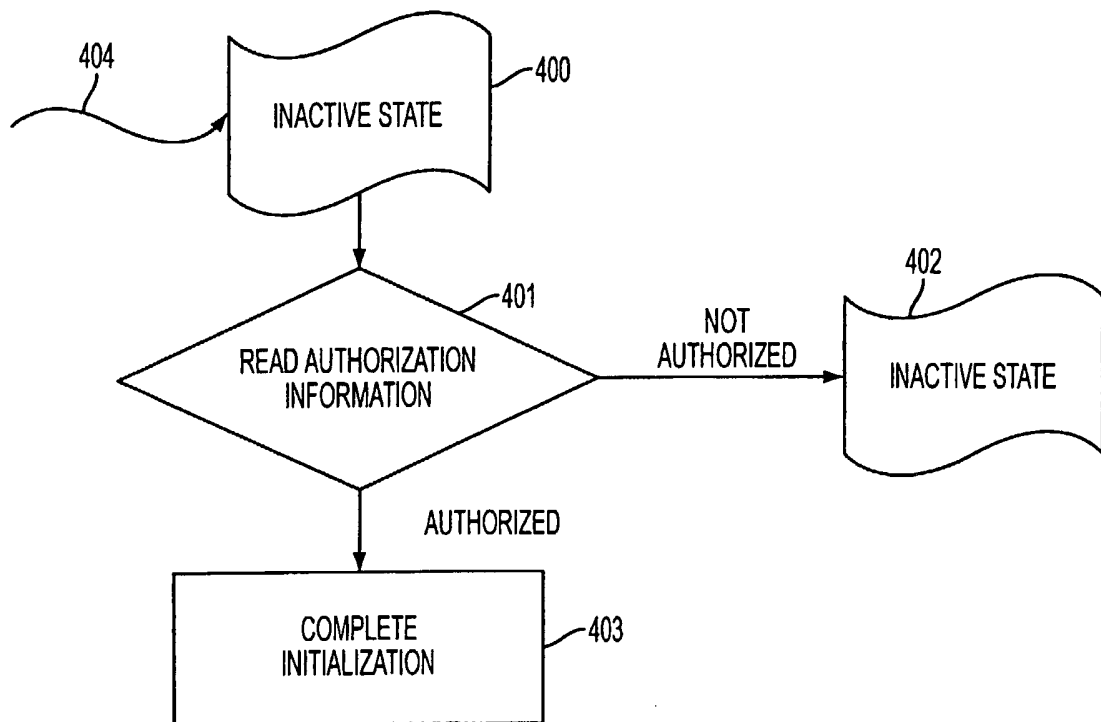 404
400
INACTIVE STATE
401
READ AUTHORIZATION
INFORMATION
NOT
AUTHORIZED
402
INACTIVE STATE
AUTHORIZED
COMPLETE
INITIALIZATION
403